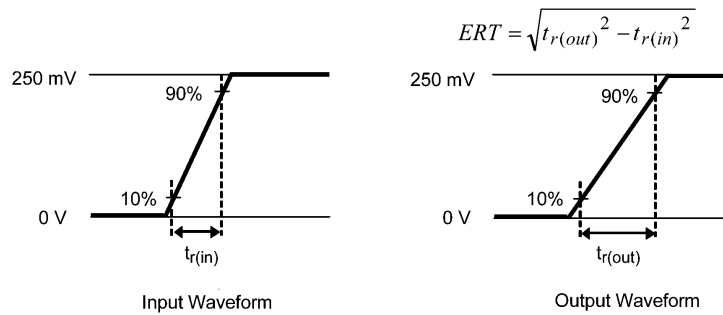 ERT = √(t_r(out)² − t_r(in)²)
250 mV
90%
10%
0 V
t_r(in)
Input Waveform
250 mV
90%
10%
0 V
t_r(out)
Output Waveform